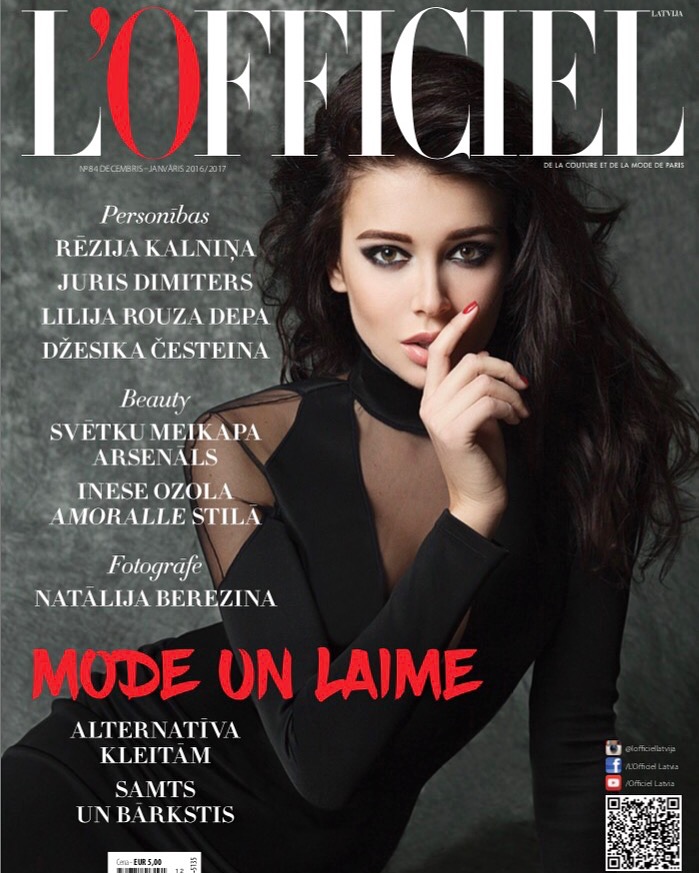 L'OFFICIEL
LATVIJA
Nº84 DECEMBRIS – JANVĀRIS 2016/2017
DE LA COUTURE ET DE LA MODE DE PARIS
Personības
RĒZIJA KALNIŅA
JURIS DIMITERS
LILIJA ROUZA DEPA
DŽESIKA ČESTEINA
Beauty
SVĒTKU MEIKAPA
ARSENĀLS
INESE OZOLA
AMORALLE STILĀ
Fotogrāfe
NATĀLIJA BEREZINA
MODE UN LAIME
ALTERNATĪVA
KLEITĀM
SAMTS
UN BĀRKSTIS
@lofficiellatvija
/L'Officiel Latvia
/Officiel Latvia
Cena - EUR 5,00
1 2